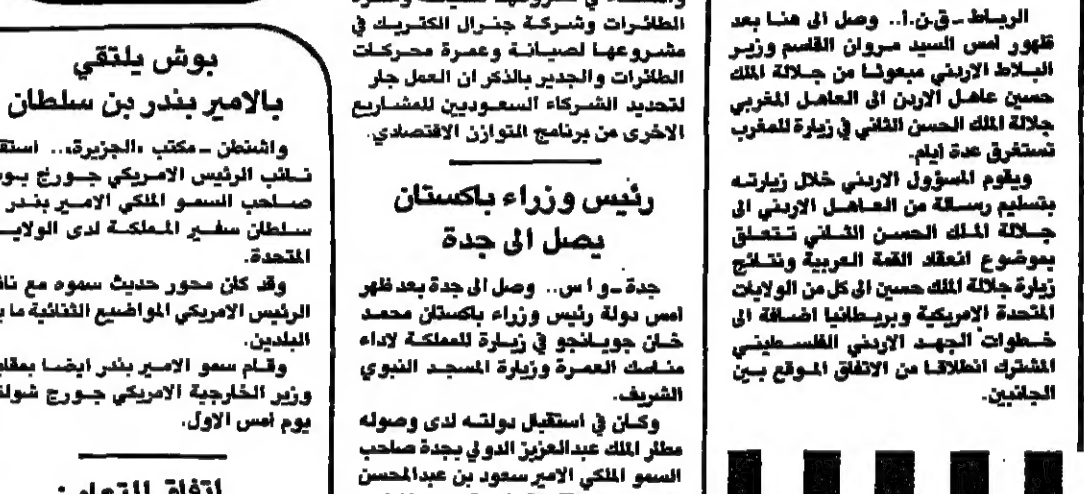 الرباط ــ ق.ن.أ.. وصل الى هنا بعد
ظهور امس السيد مروان القاسم وزير
البلاط الاردني مبعوثا من جلالة الملك
حسين عاهل الاردن الى العاهل المغربي
جلالة الملك الحسن الثاني في زيارة للمغرب
تستغرق عدة ايام.
ويقوم المسؤول الاردني خلال زيارته
بتسليم رسالة من العاهل الاردني الى
جلالة الملك الحسن الثاني تتعلق
بموضوع انعقاد القمة العربية ونتائج
زيارة جلالة الملك حسين الى كل من الولايات
المتحدة الامريكية وبريطانيا اضافة الى
خطوات الجهد الاردني الفلسطيني
المشترك انطلاقا من الاتفاق الموقع بين
الجانبين.
الطائرات وشركة جنرال الكتريك في
مشروعها لصيانة وعمرة محركات
الطائرات والجدير بالذكر ان العمل جار
لتحديد الشركاء السعوديين للمشاريع
الاخرى من برنامج التوازن الاقتصادي.
رئيس وزراء باكستان
يصل الى جدة
جدة ــ و ا س.. وصل الى جدة بعد ظهر
امس دولة رئيس وزراء باكستان محمد
خان جوينجو في زيارة للمملكة لاداء
مناسك العمرة وزيارة المسجد النبوي
الشريف.
وكان في استقبال دولته لدى وصوله
مطار الملك عبدالعزيز الدولي بجدة صاحب
السمو الملكي الامير سعود بن عبدالمحسن
بوش يلتقي
بالامير بندر بن سلطان
واشنطن ــ مكتب «الجزيرة».. استق
نائب الرئيس الامريكي جورج بو
صاحب السمو الملكي الامير بندر
سلطان سفير المملكة لدى الولايـ
المتحدة.
وقد كان محور حديث سموه مع نا
الرئيس الامريكي المواضيع الثنائية ما ب
البلدين.
وقام سمو الامير بندر ايضا بمقاب
وزير الخارجية الامريكي جورج شولت
يوم امس الاول.